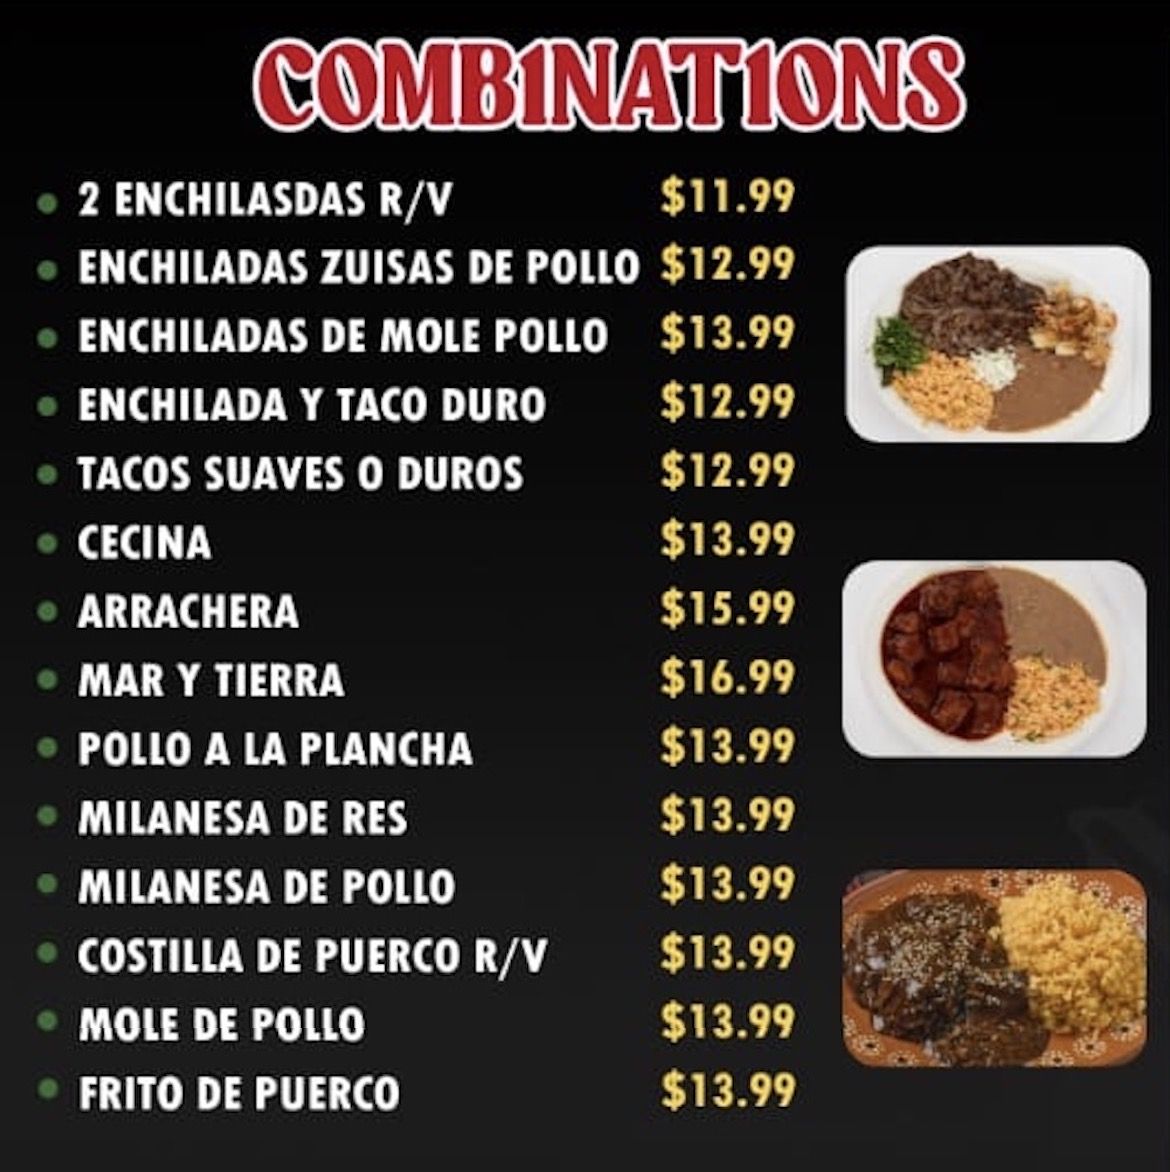 COMB1NAT1ONS
2 ENCHILASDAS R/V $11.99
ENCHILADAS ZUISAS DE POLLO $12.99
ENCHILADAS DE MOLE POLLO $13.99
ENCHILADA Y TACO DURO $12.99
TACOS SUAVES O DUROS $12.99
CECINA $13.99
ARRACHERA $15.99
MAR Y TIERRA $16.99
POLLO A LA PLANCHA $13.99
MILANESA DE RES $13.99
MILANESA DE POLLO $13.99
COSTILLA DE PUERCO R/V $13.99
MOLE DE POLLO $13.99
FRITO DE PUERCO $13.99